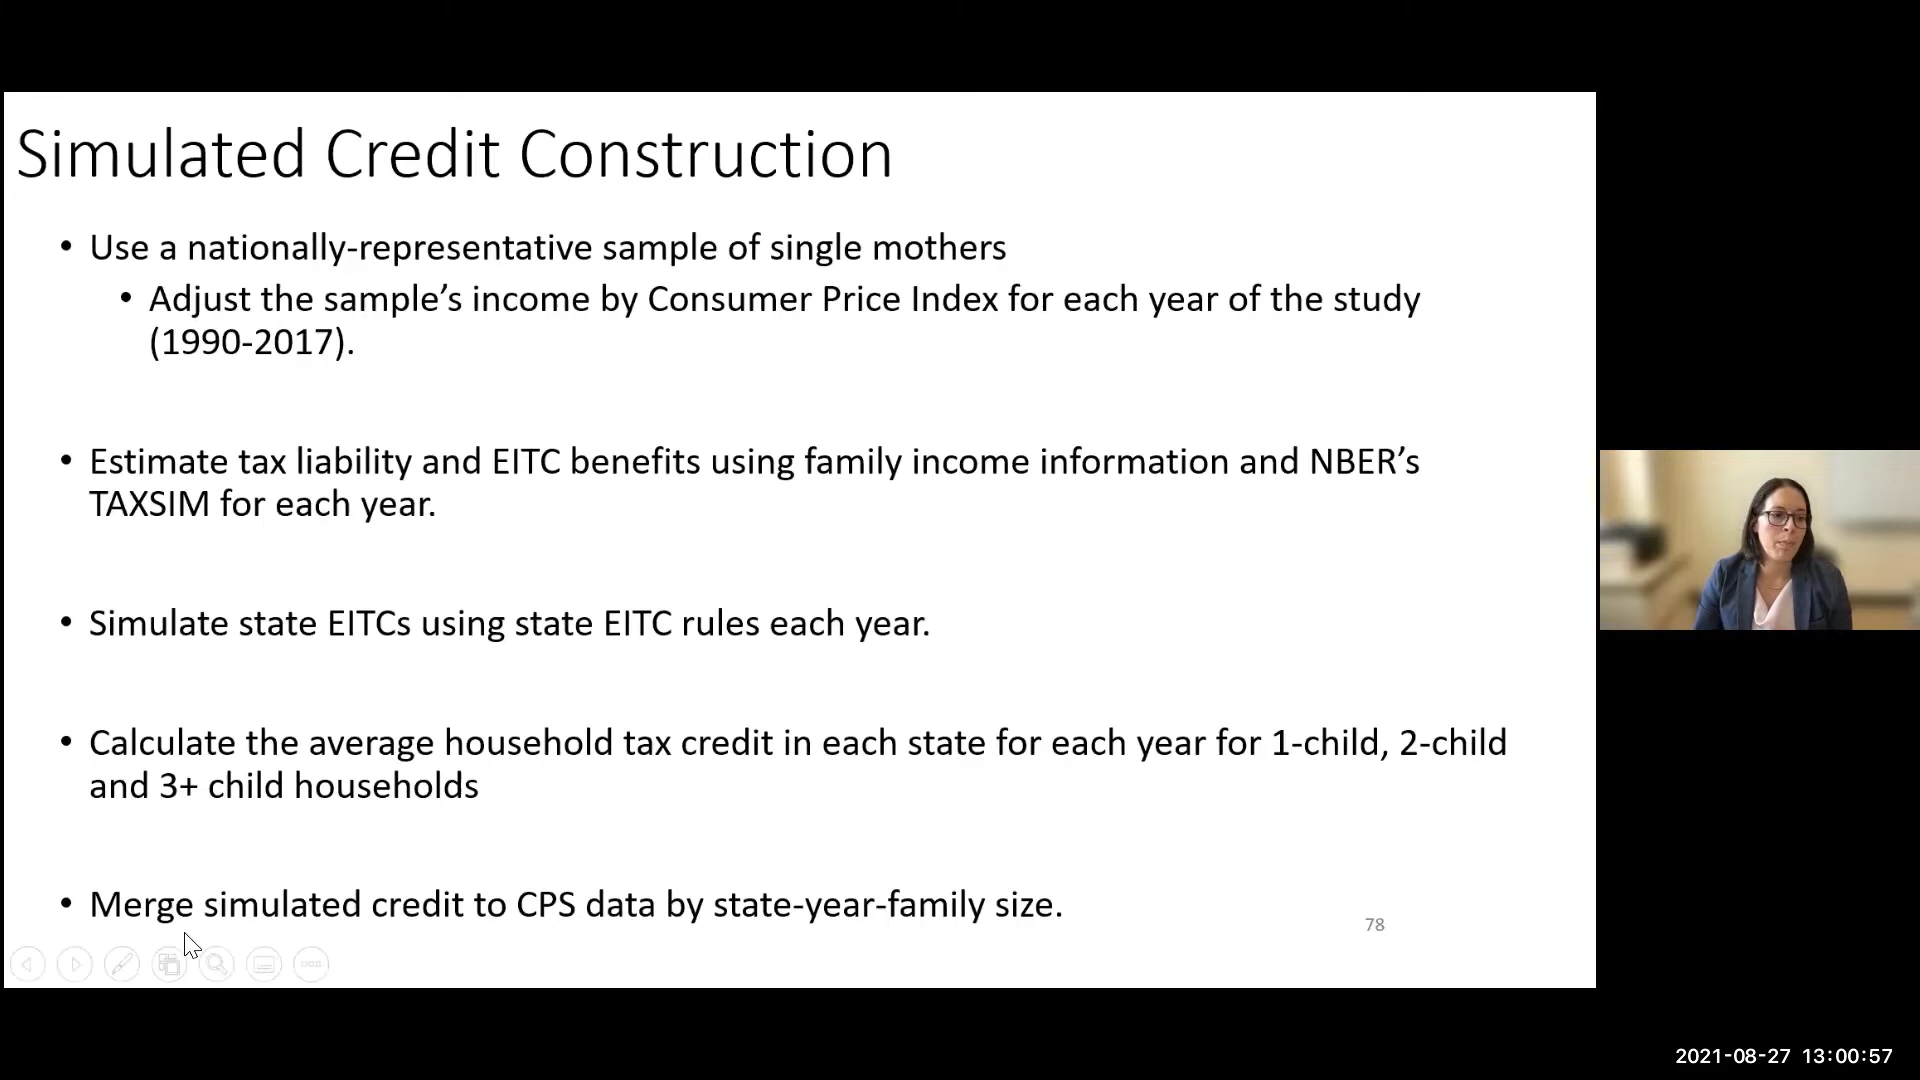 Simulated Credit Construction
• Use a nationally-representative sample of single mothers
• Adjust the sample’s income by Consumer Price Index for each year of the study
(1990-2017).
• Estimate tax liability and EITC benefits using family income information and NBER’s
TAXSIM for each year.
• Simulate state EITCs using state EITC rules each year.
• Calculate the average household tax credit in each state for each year for 1-child, 2-child
and 3+ child households
• Merge simulated credit to CPS data by state-year-family size.
78
2021-08-27 13:00:57